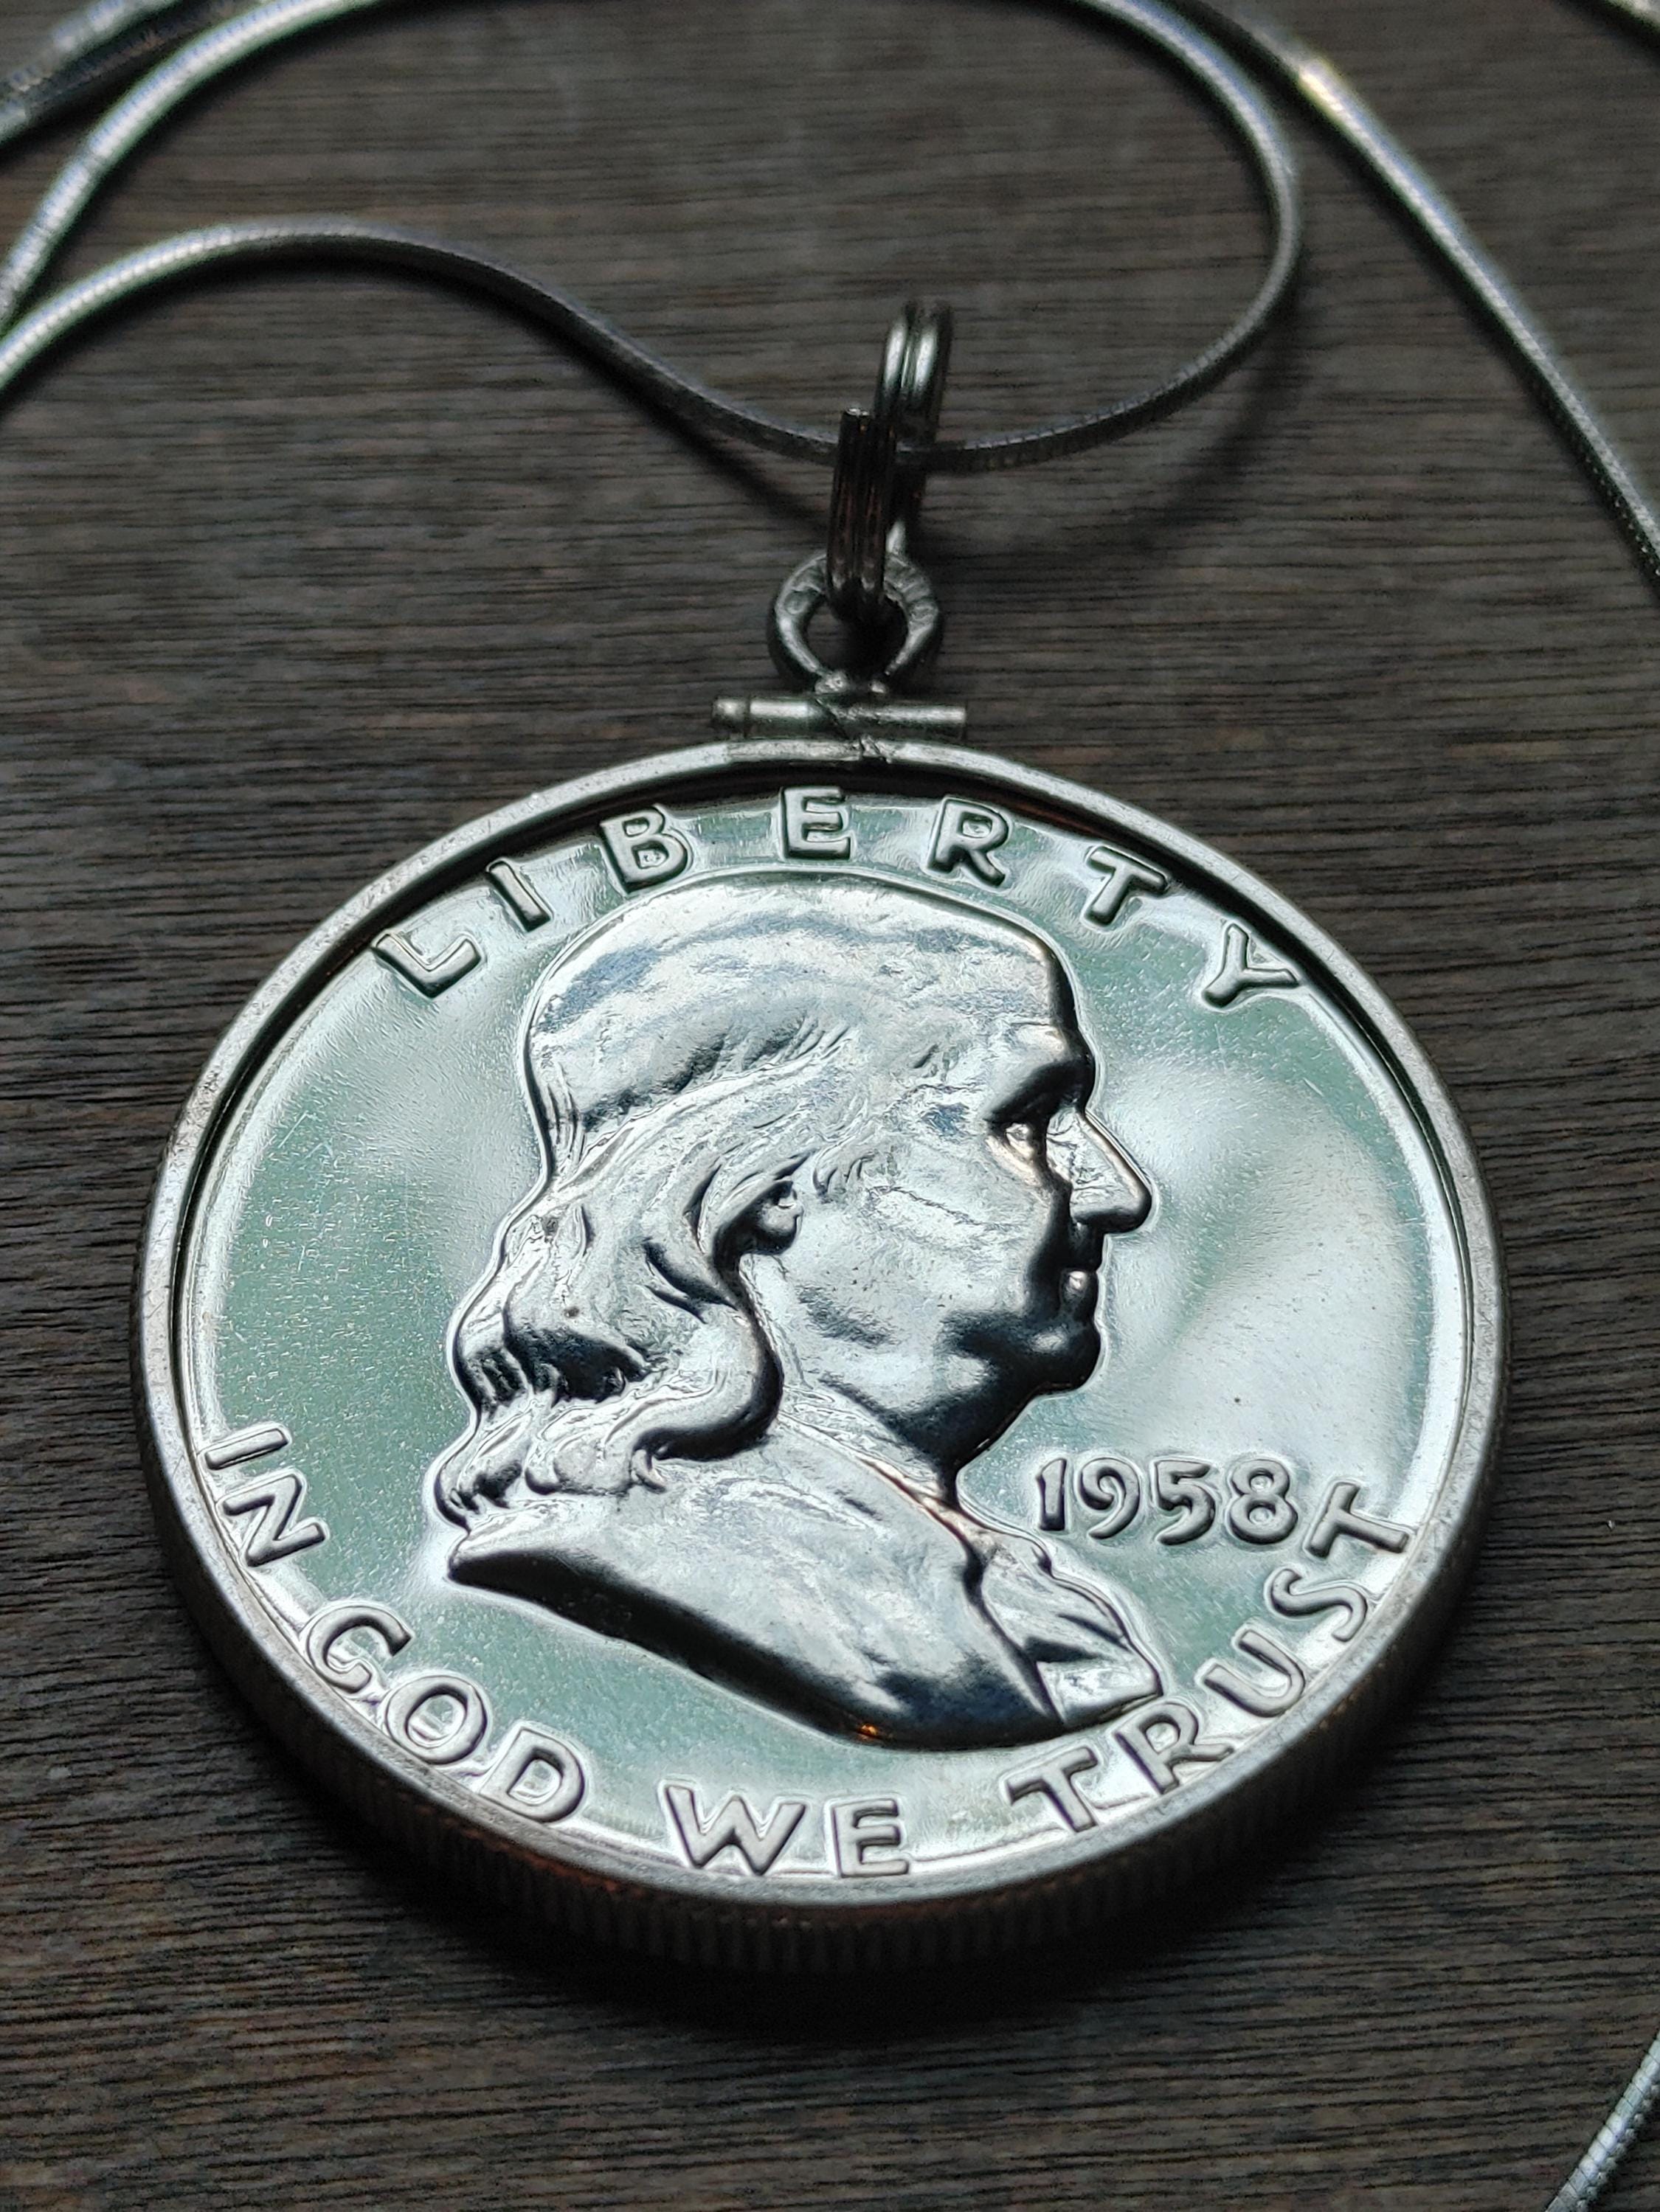 LIBERTY
1958
IN GOD WE TRUST